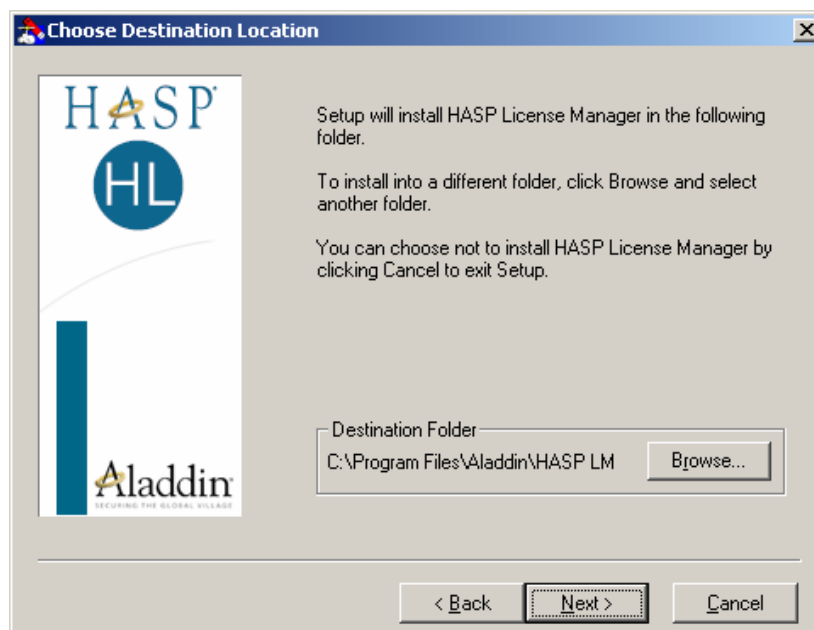 Choose Destination Location
HASP
HL
Aladdin
SECURING THE GLOBAL VILLAGE
Setup will install HASP License Manager in the following
folder.
To install into a different folder, click Browse and select
another folder.
You can choose not to install HASP License Manager by
clicking Cancel to exit Setup.
Destination Folder
C:\Program Files\Aladdin\HASP LM
Browse...
< Back
Next >
Cancel